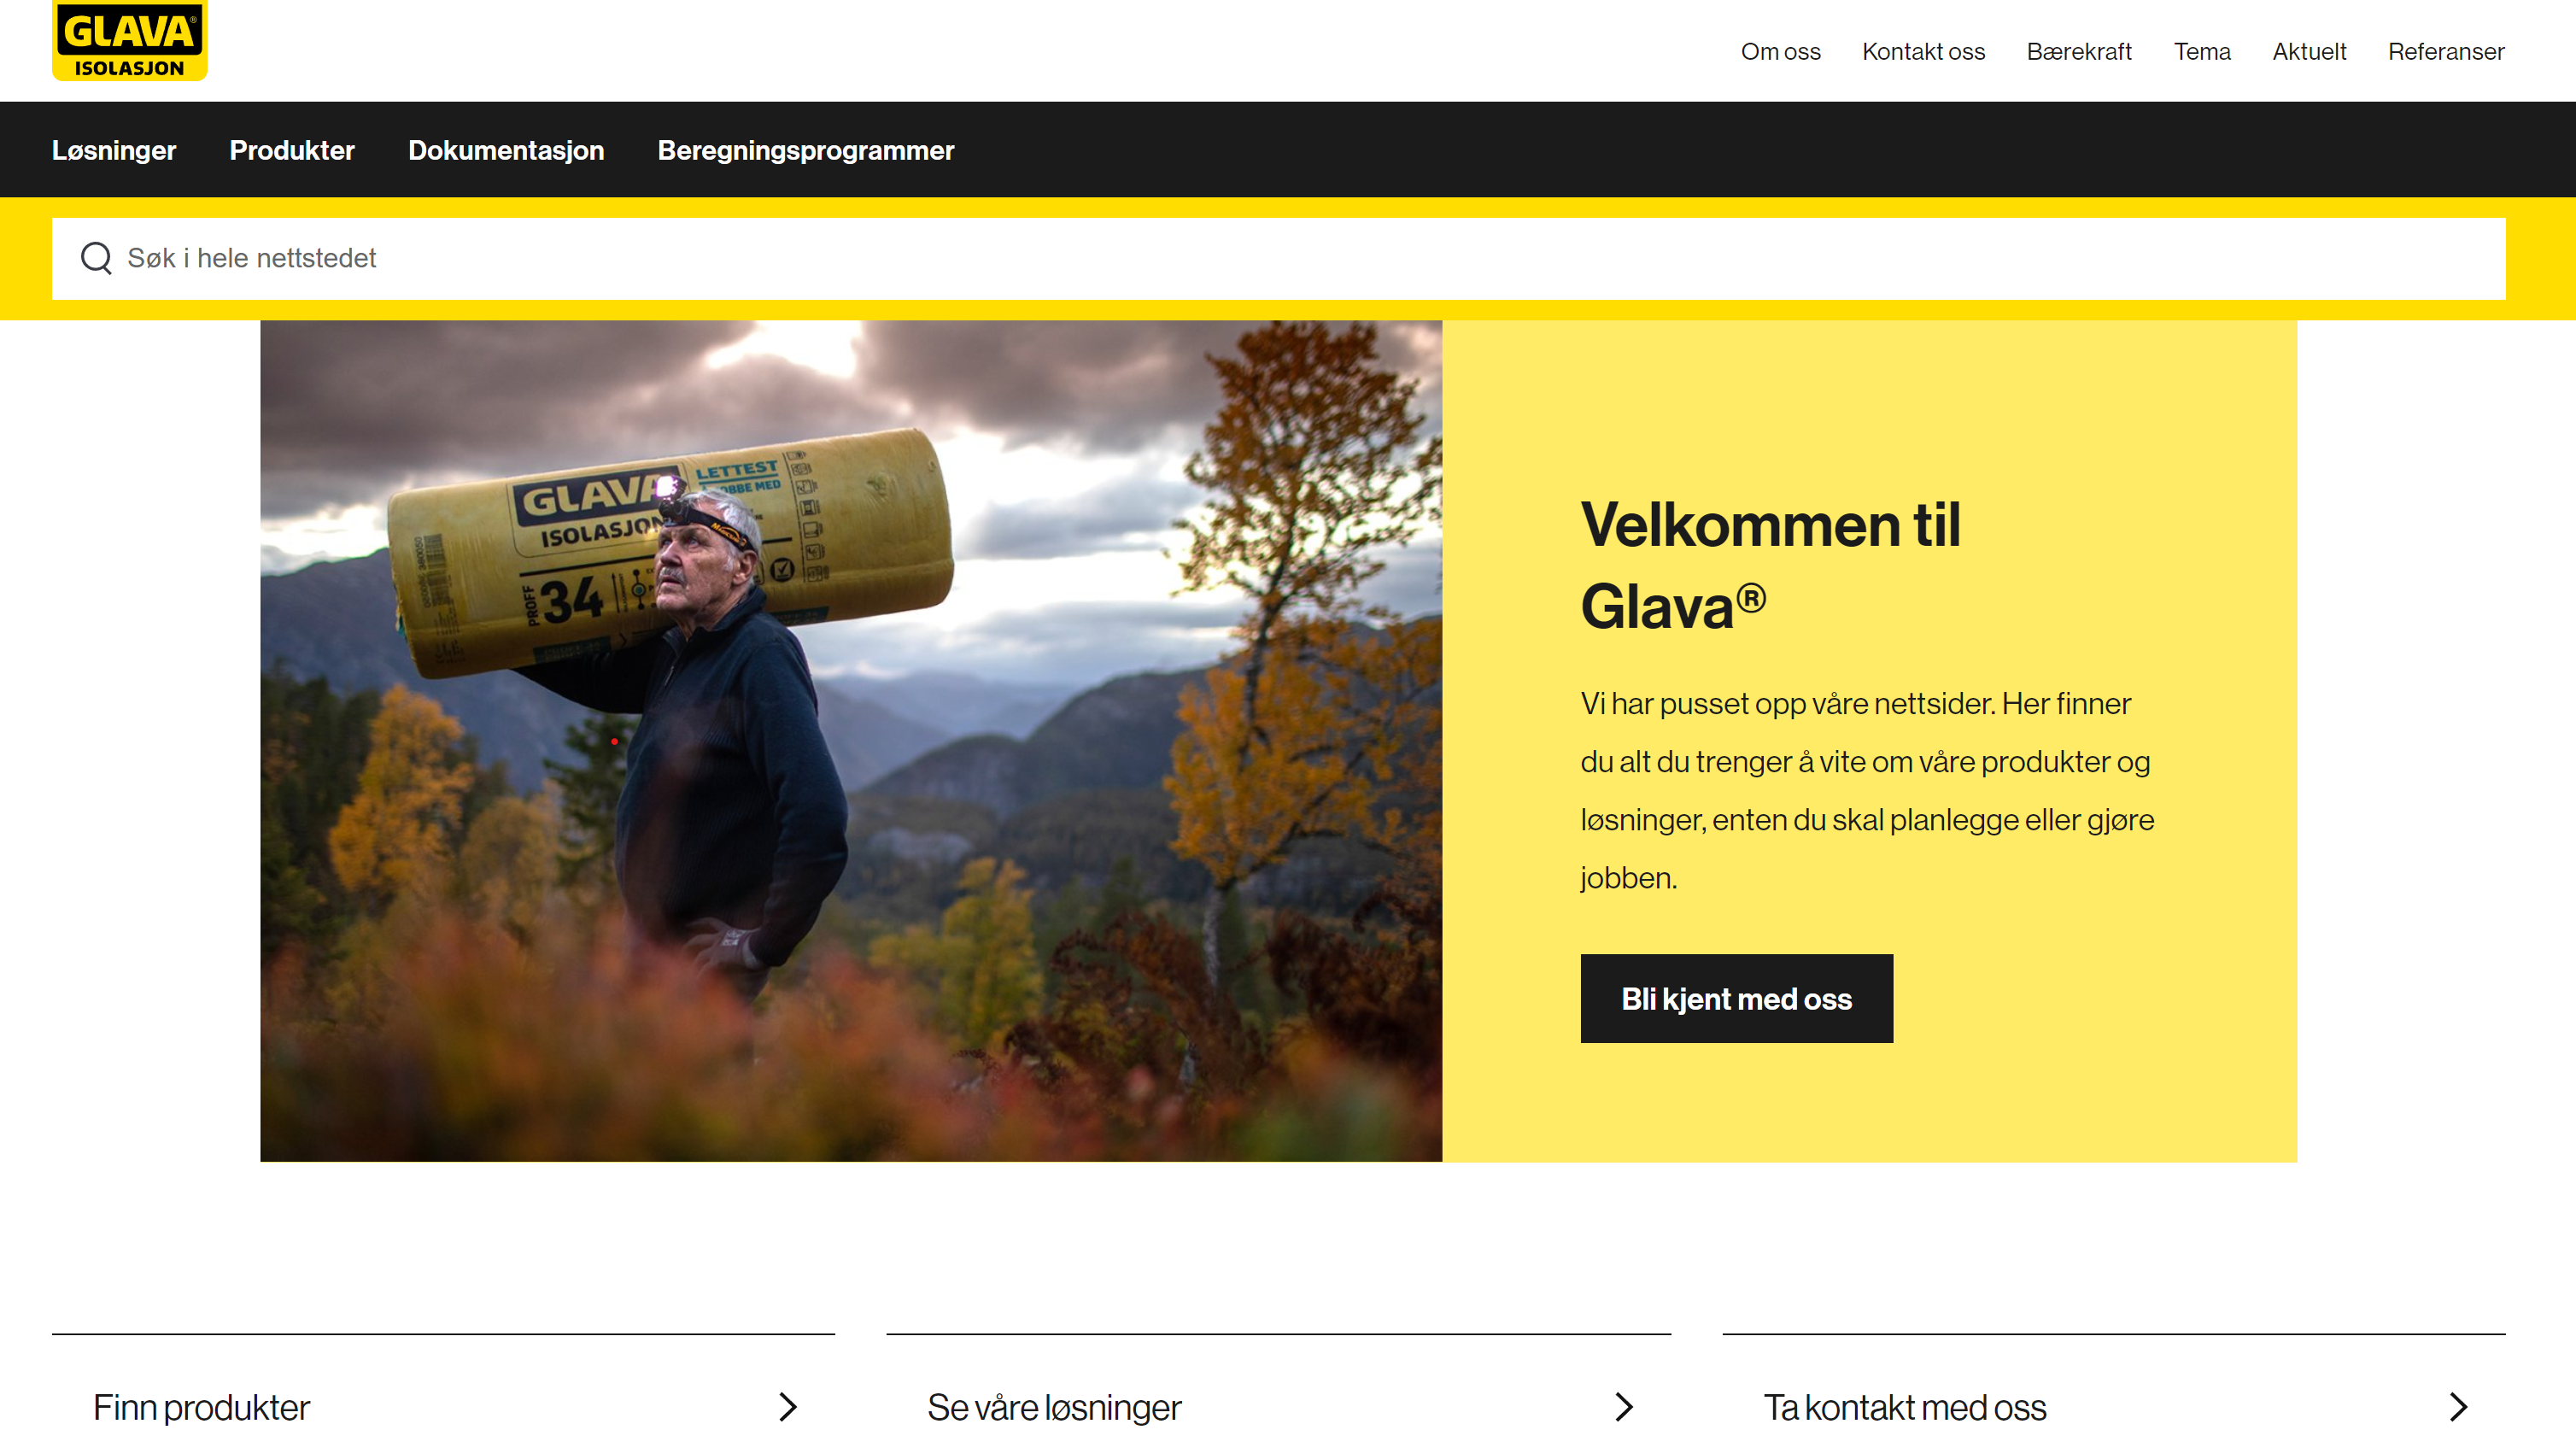 GLAVA®
ISOLASJON
Om oss Kontakt oss Bærekraft Tema Aktuelt Referanser
Løsninger Produkter Dokumentasjon Beregningsprogrammer
Søk i hele nettstedet
GLAVA
ISOLASJON
LETTEST
MED
PROFF
34
Velkommen til
Glava®
Vi har pusset opp våre nettsider. Her finner
du alt du trenger å vite om våre produkter og
løsninger, enten du skal planlegge eller gjøre
jobben.
Bli kjent med oss
Finn produkter
Se våre løsninger
Ta kontakt med oss